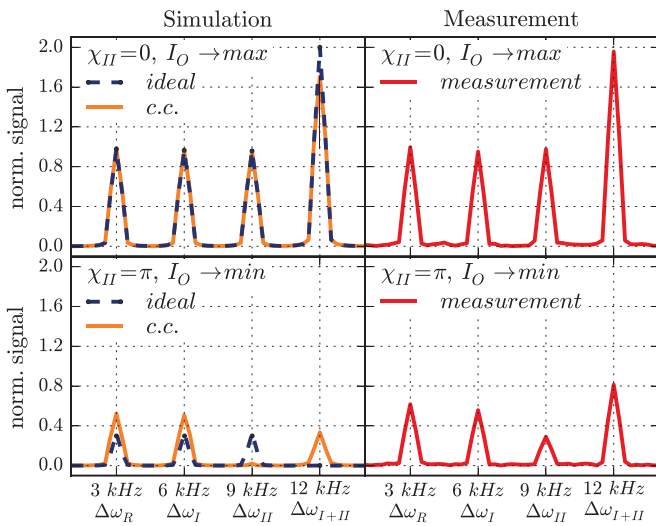 Simulation
Measurement
norm. signal
2.0
1.6
1.2
0.8
0.4
0.0
χ_II=0, I_O →max
ideal
c.c.
χ_II=0, I_O →max
measurement
norm. signal
1.6
1.2
0.8
0.4
0.0
χ_II=π, I_O →min
ideal
c.c.
χ_II=π, I_O →min
measurement
3 kHz 6 kHz 9 kHz 12 kHz
Δω_R Δω_I Δω_II Δω_I+II
3 kHz 6 kHz 9 kHz 12 kHz
Δω_R Δω_I Δω_II Δω_I+II